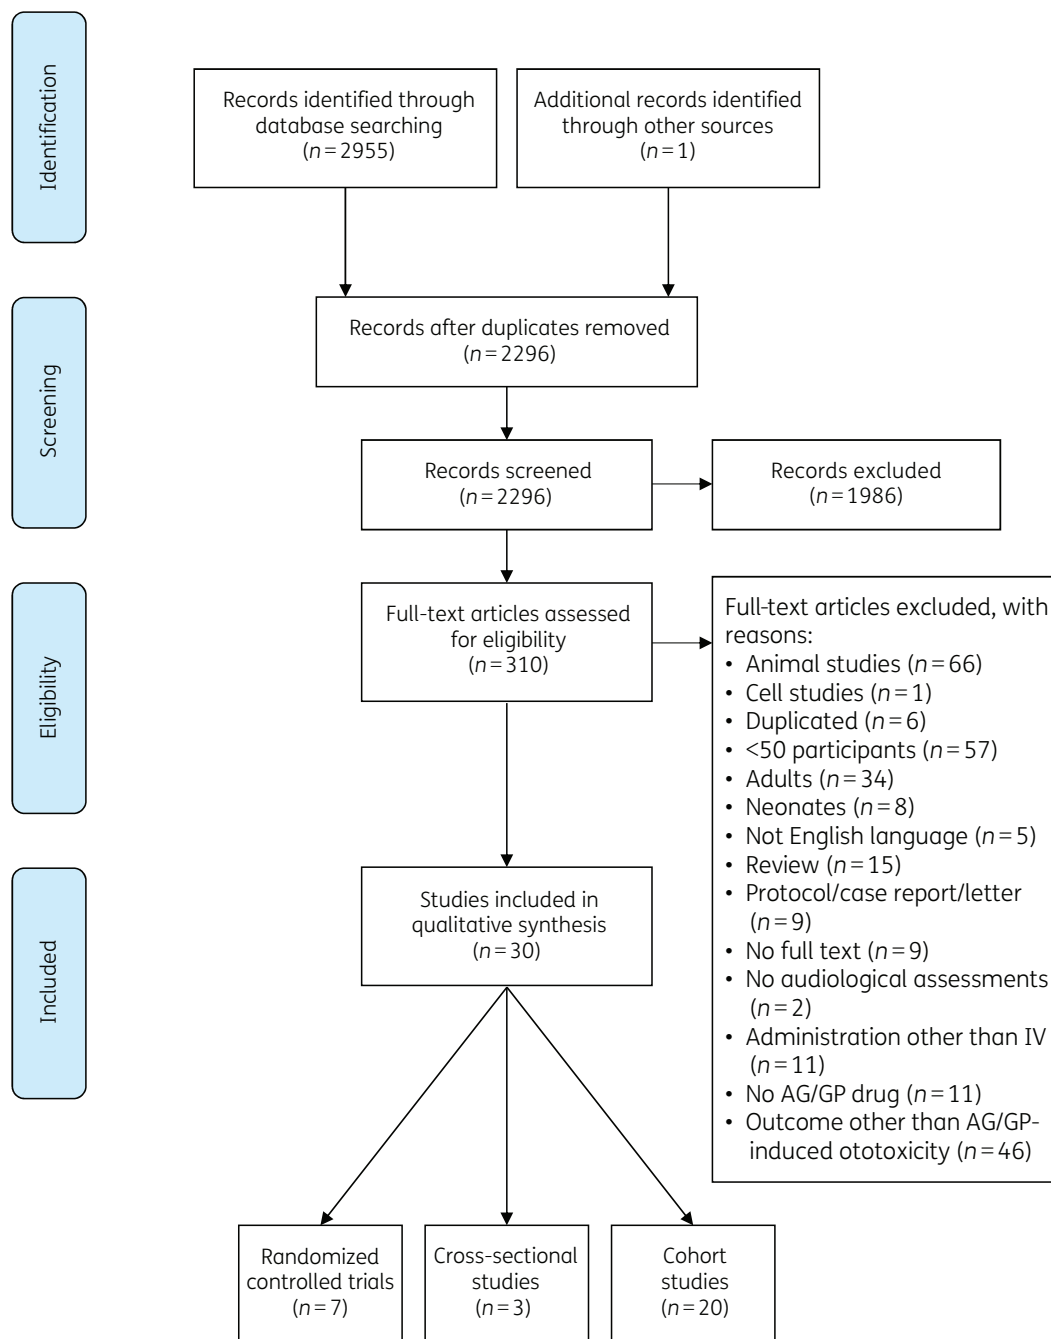 Identification
Records identified through
database searching
(n=2955)
Additional records identified
through other sources
(n=1)
Screening
Records after duplicates removed
(n=2296)
Records screened
(n=2296)
Records excluded
(n=1986)
Eligibility
Full-text articles assessed
for eligibility
(n=310)
Full-text articles excluded, with
reasons:
• Animal studies (n=66)
• Cell studies (n=1)
• Duplicated (n=6)
• <50 participants (n=57)
• Adults (n=34)
• Neonates (n=8)
• Not English language (n=5)
• Review (n=15)
• Protocol/case report/letter
(n=9)
• No full text (n=9)
• No audiological assessments
(n=2)
• Administration other than IV
(n=11)
• No AG/GP drug (n=11)
• Outcome other than AG/GP-
induced ototoxicity (n=46)
Included
Studies included in
qualitative synthesis
(n=30)
Randomized
controlled trials
(n=7)
Cross-sectional
studies
(n=3)
Cohort
studies
(n=20)